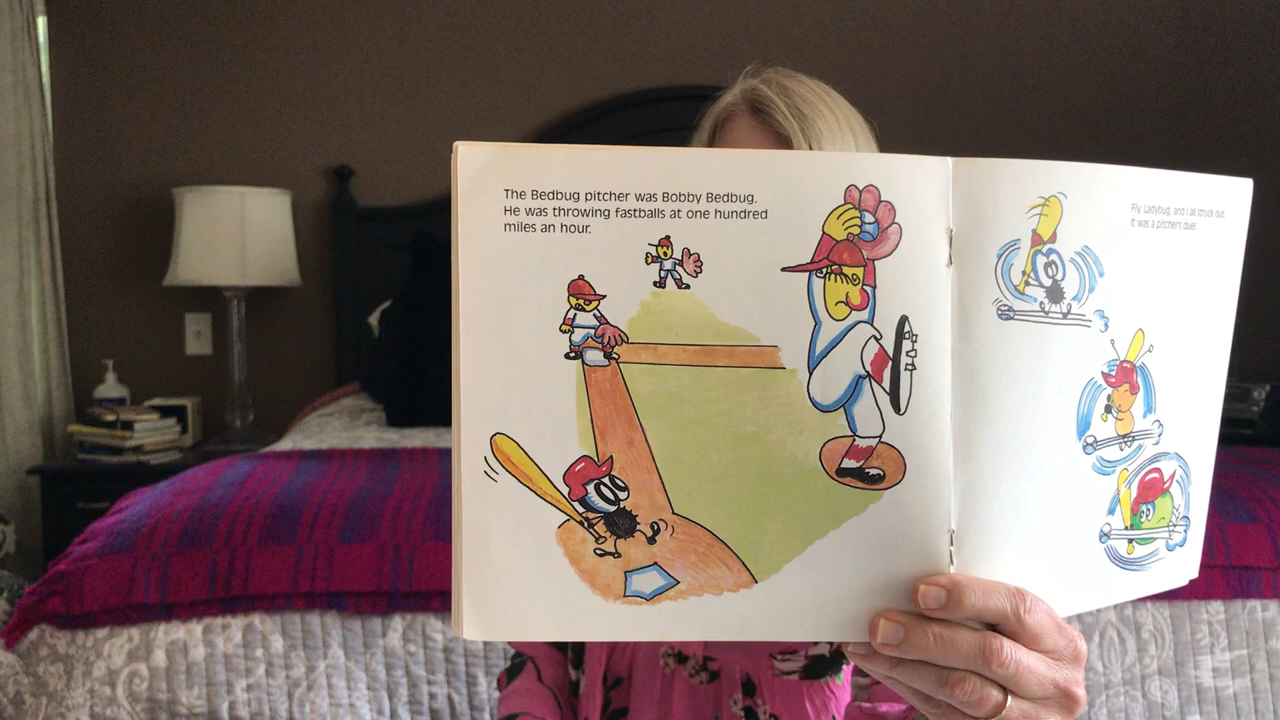 The Bedbug pitcher was Bobby Bedbug.
He was throwing fastballs at one hundred
miles an hour.
Fly, Ladybug, and I all struck out.
It was a pitcher's duel.